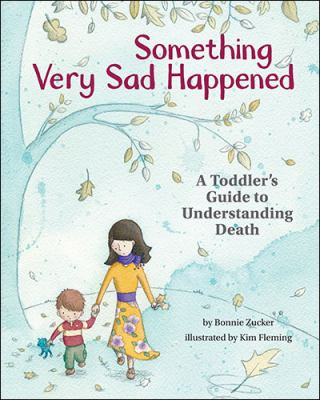 Something
Very Sad Happened
A Toddler's
Guide to
Understanding
Death
by Bonnie Zucker
illustrated by Kim Fleming